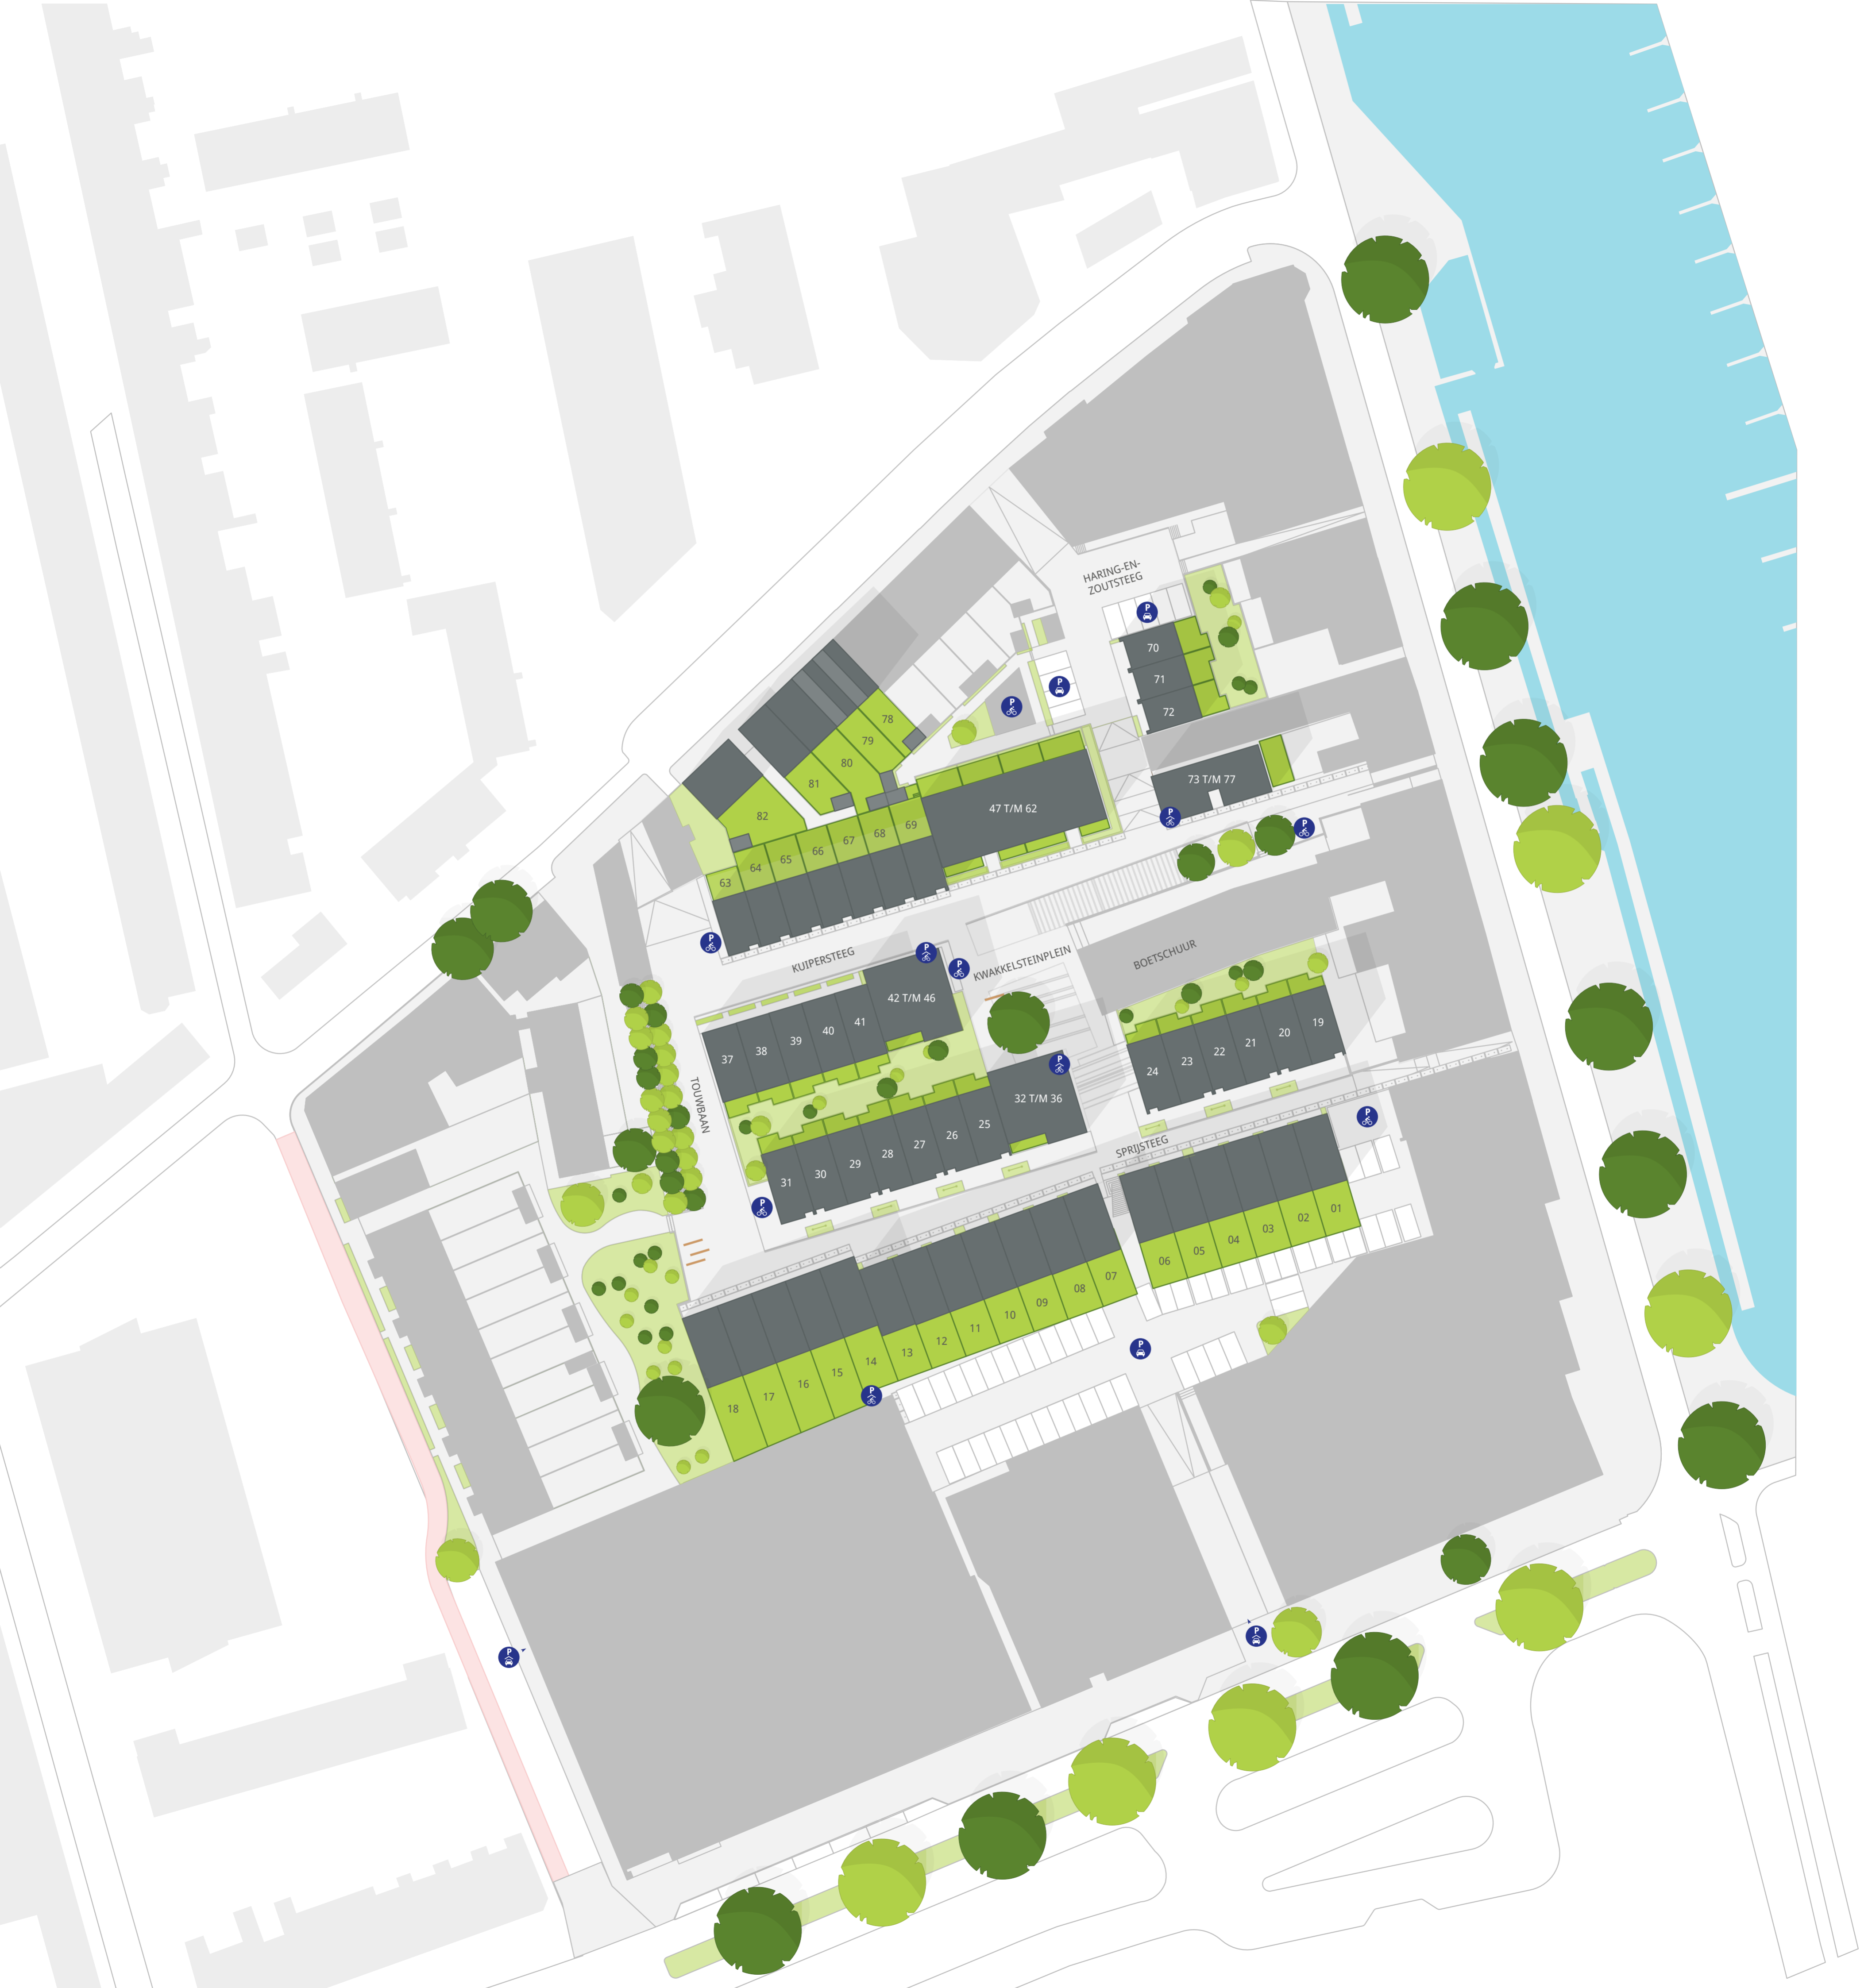 HARING-EN-
ZOUTSTEEG
P
70
P
71
P
72
78
79
80
81
73 T/M 77
47 T/M 62
82
P
P
69
68
67
66
65
64
63
P
KUIPERSTEEG
KWAKKELSTEINPLEIN
BOETSCHUUR
P
P
42 T/M 46
41
40
39
38
37
19
20
21
22
23
24
P
TOUWBAAN
32 T/M 36
25
26
27
28
29
30
31
P
P
SPRIJSTEEG
01
02
03
04
05
06
07
08
09
10
11
12
13
14
15
16
17
18
P
P
P
P